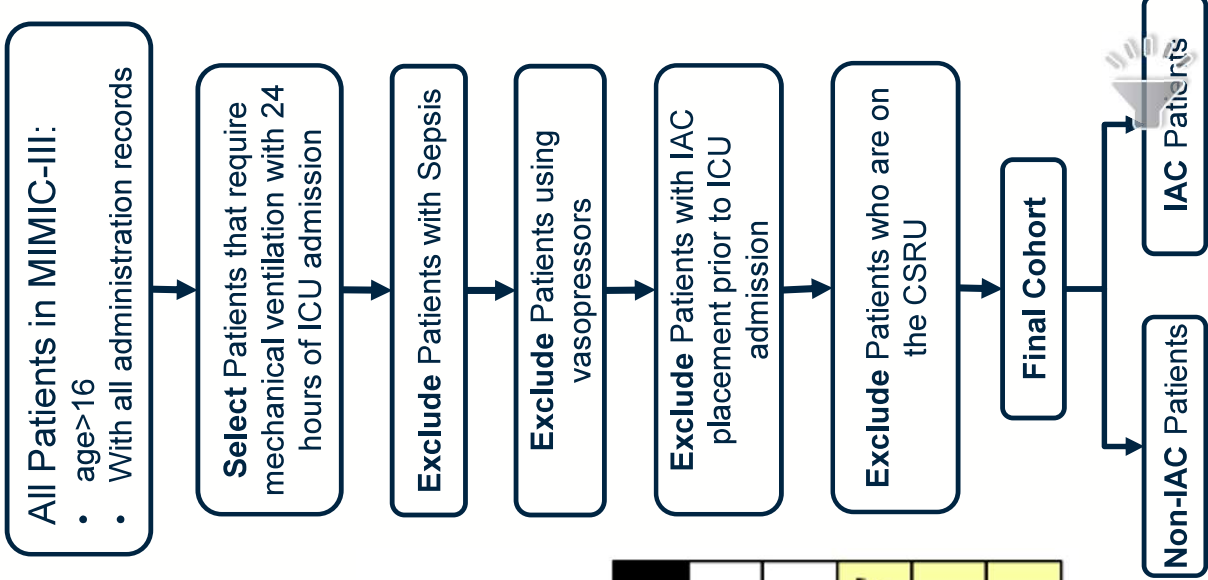 All Patients in MIMIC-III:
• age>16
• With all administration records
Select Patients that require
mechanical ventilation with 24
hours of ICU admission
Exclude Patients with Sepsis
Exclude Patients using
vasopressors
Exclude Patients with IAC
placement prior to ICU
admission
Exclude Patients who are on
the CSRU
Final Cohort
Non-IAC Patients
IAC Patients